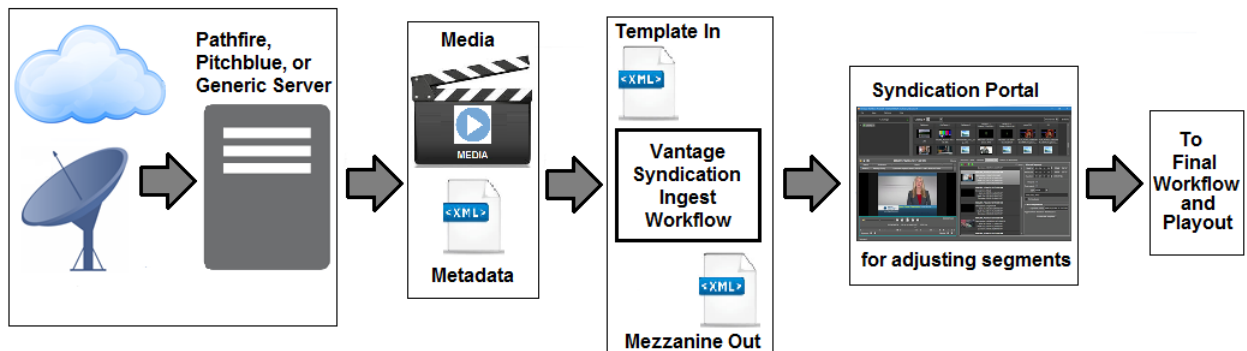 Pathfire,
Pitchblue, or
Generic Server
Media
MEDIA
<XML>
Metadata
Template In
<XML>
Vantage
Syndication
Ingest
Workflow
<XML>
Mezzanine Out
Syndication Portal
for adjusting segments
To
Final
Workflow
and
Playout